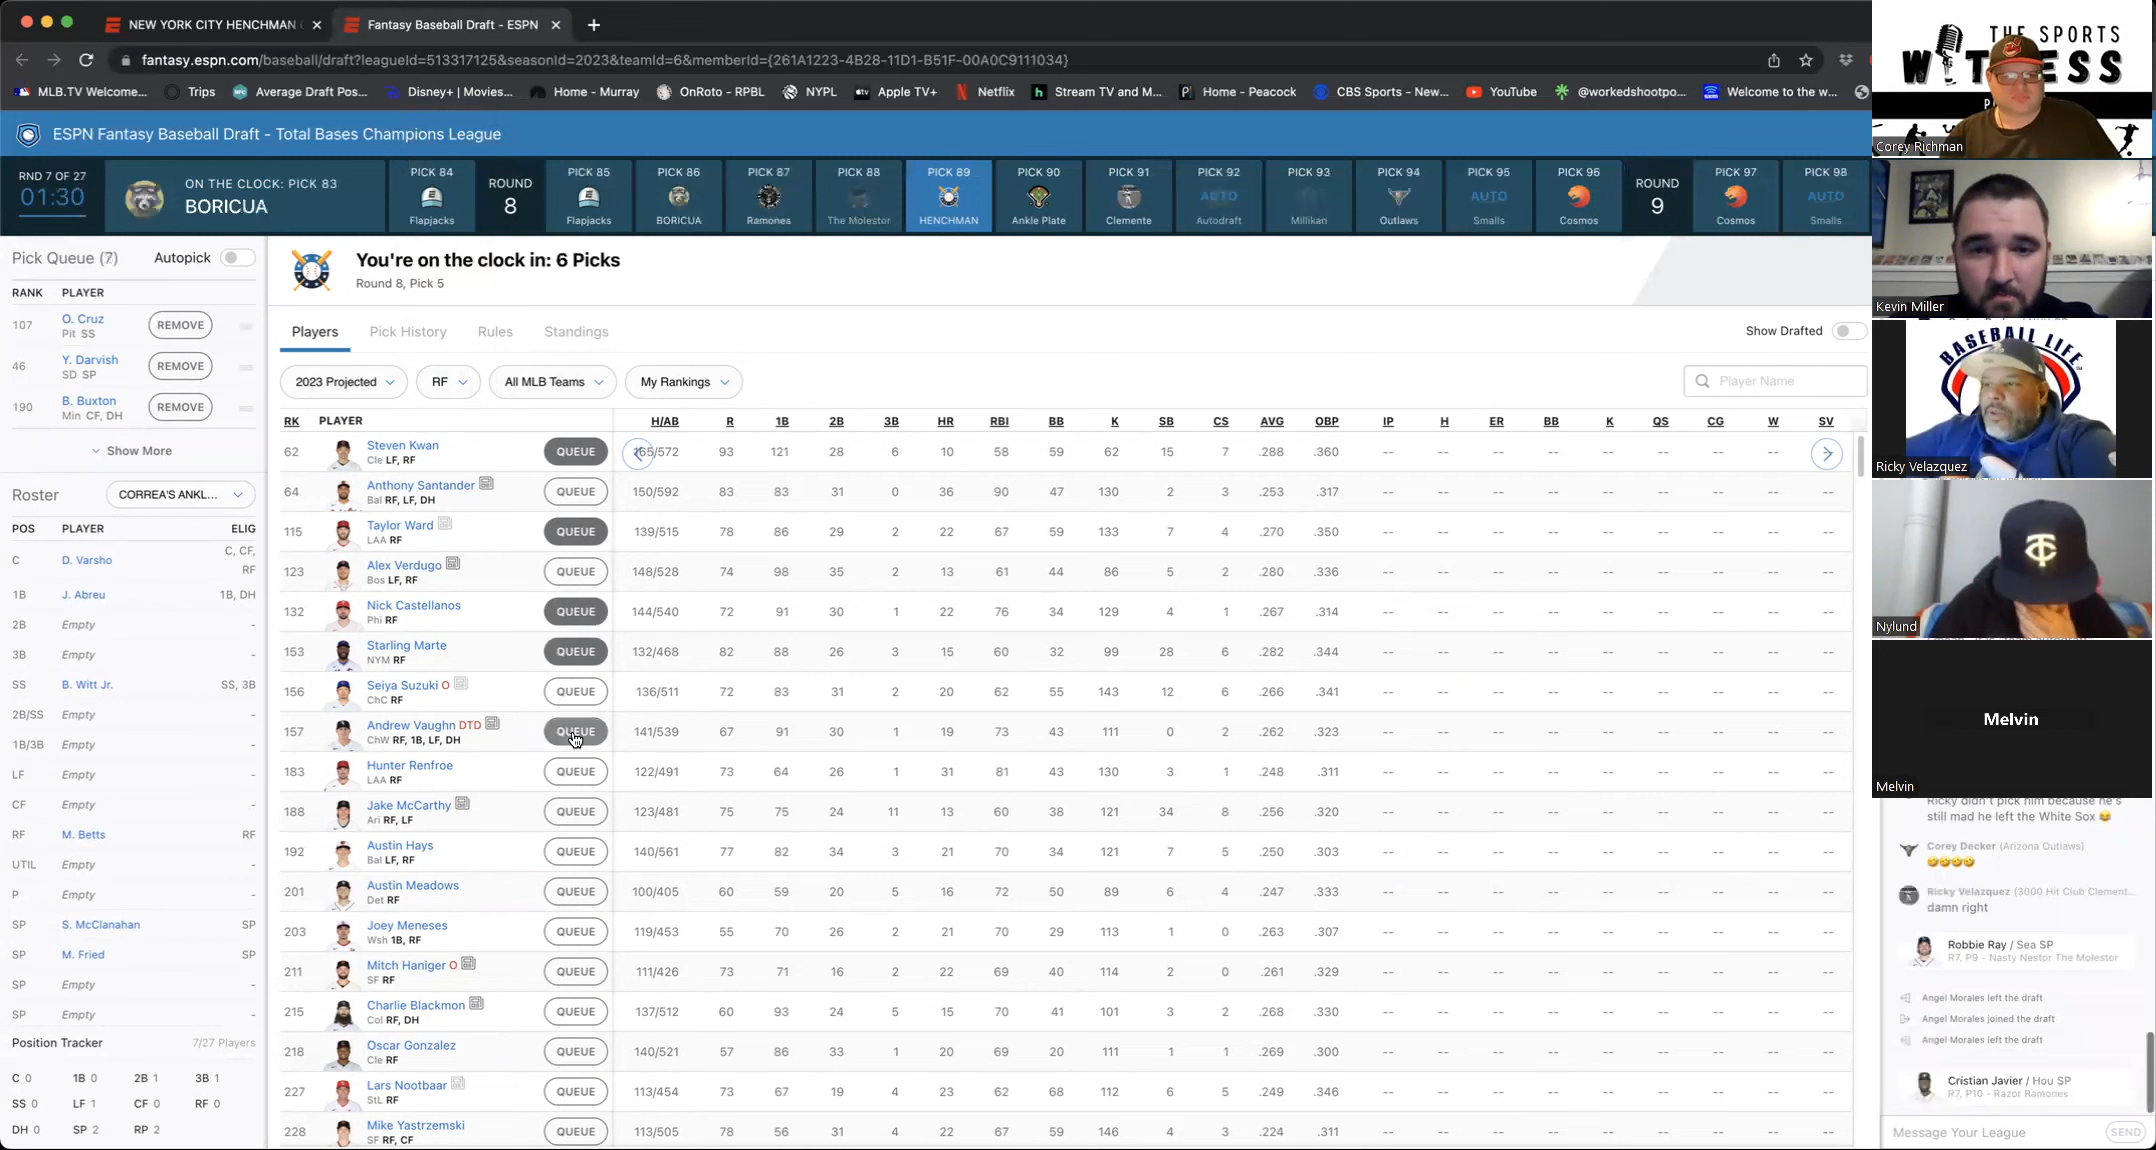 NEW YORK CITY HENCHMAN
Fantasy Baseball Draft - ESPN
fantasy.espn.com/baseball/draft?leagueId=513317125&seasonId=2023&teamId=6&memberId={261A1223-4B28-11D1-B51F-00A0C9111034}
MLB.TV Welcome... Trips Average Draft Pos... Disney+ | Movies... Home - Murray OnRoto - RPBL NYPL Apple TV+ Netflix Stream TV and M... Home - Peacock CBS Sports - New... YouTube @workedshootpo... Welcome to the w...
ESPN Fantasy Baseball Draft - Total Bases Champions League
RND 7 OF 27
01:30
ON THE CLOCK: PICK 83
BORICUA
PICK 84 Flapjacks
ROUND 8
PICK 85 Flapjacks
PICK 86 BORICUA
PICK 87 Ramones
PICK 88 The Molestor
PICK 89 HENCHMAN
PICK 90 Ankle Plate
PICK 91 Clemente
PICK 92 AUTO Autodraft
PICK 93 Millikan
PICK 94 Outlaws
PICK 95 AUTO Smalls
PICK 96 Cosmos
ROUND 9
PICK 97 Cosmos
PICK 98 AUTO Smalls
Pick Queue (7) Autopick
RANK PLAYER
107 O. Cruz REMOVE
Pit SS
46 Y. Darvish REMOVE
SD SP
190 B. Buxton REMOVE
Min CF, DH
Show More
Roster CORREA'S ANKL...
POS PLAYER ELIG
C D. Varsho C, CF, RF
1B J. Abreu 1B, DH
2B Empty -
3B Empty -
SS B. Witt Jr. SS, 3B
2B/SS Empty -
1B/3B Empty -
LF Empty -
CF Empty -
RF M. Betts RF
UTIL Empty -
P Empty -
SP S. McClanahan SP
SP M. Fried SP
SP Empty -
SP Empty -
Position Tracker 7/27 Players
C 0 1B 0 2B 1 3B 1
SS 0 LF 1 CF 0 RF 0
DH 0 SP 2 RP 2
You're on the clock in: 6 Picks
Round 8, Pick 5
Players Pick History Rules Standings
Show Drafted
2023 Projected RF All MLB Teams My Rankings Player Name
RK PLAYER H/AB R 1B 2B 3B HR RBI BB K SB CS AVG OBP IP H ER BB K QS CG W SV
62 Steven Kwan QUEUE 165/572 93 121 28 6 10 58 59 62 15 7 .288 .360 -- -- -- -- -- -- -- -- --
Cle LF, RF
64 Anthony Santander QUEUE 150/592 83 83 31 0 36 90 47 130 2 3 .253 .317 -- -- -- -- -- -- -- -- --
Bal RF, LF, DH
115 Taylor Ward QUEUE 139/515 78 86 29 2 22 67 59 133 7 4 .270 .350 -- -- -- -- -- -- -- -- --
LAA RF
123 Alex Verdugo QUEUE 148/528 74 98 35 2 13 61 44 86 5 2 .280 .336 -- -- -- -- -- -- -- -- --
Bos LF, RF
132 Nick Castellanos QUEUE 144/540 72 91 30 1 22 76 34 129 4 1 .267 .314 -- -- -- -- -- -- -- -- --
Phi RF
153 Starling Marte QUEUE 132/468 82 88 26 3 15 60 32 99 28 6 .282 .344 -- -- -- -- -- -- -- -- --
NYM RF
156 Seiya Suzuki O QUEUE 136/511 72 83 31 2 20 62 55 143 12 6 .266 .341 -- -- -- -- -- -- -- -- --
ChC RF
157 Andrew Vaughn DTD QUEUE 141/539 67 91 30 1 19 73 43 111 0 2 .262 .323 -- -- -- -- -- -- -- -- --
ChW RF, 1B, LF, DH
183 Hunter Renfroe QUEUE 122/491 73 64 26 1 31 81 43 130 3 1 .248 .311 -- -- -- -- -- -- -- -- --
LAA RF
188 Jake McCarthy QUEUE 123/481 75 75 24 11 13 60 38 121 34 8 .256 .320 -- -- -- -- -- -- -- -- --
Ari RF, LF
192 Austin Hays QUEUE 140/561 77 82 34 3 21 70 34 121 7 5 .250 .303 -- -- -- -- -- -- -- -- --
Bal LF, RF
201 Austin Meadows QUEUE 100/405 60 59 20 5 16 72 50 89 6 4 .247 .333 -- -- -- -- -- -- -- -- --
Det RF
203 Joey Meneses QUEUE 119/453 55 70 26 2 21 70 29 113 1 0 .263 .307 -- -- -- -- -- -- -- -- --
Wsh 1B, RF
211 Mitch Haniger O QUEUE 111/426 73 71 16 2 22 69 40 114 2 0 .261 .329 -- -- -- -- -- -- -- -- --
SF RF
215 Charlie Blackmon QUEUE 137/512 60 93 24 5 15 70 41 101 3 2 .268 .330 -- -- -- -- -- -- -- -- --
Col RF, DH
218 Oscar Gonzalez QUEUE 140/521 57 86 33 1 20 69 20 111 1 1 .269 .300 -- -- -- -- -- -- -- -- --
Cle RF
227 Lars Nootbaar QUEUE 113/454 73 67 19 4 23 62 68 112 6 5 .249 .346 -- -- -- -- -- -- -- -- --
StL RF
228 Mike Yastrzemski QUEUE 113/505 78 56 31 4 22 67 59 146 4 3 .224 .311 -- -- -- -- -- -- -- -- --
SF RF, CF
THE SPORTS
WITNESS
Corey Richman
Kevin Miller
BASEBALL LIFE
Ricky Velazquez
TC
Nylund
Melvin
Melvin
Ricky didn't pick him because he's
still mad he left the White Sox 😂
Corey Decker (Arizona Outlaws)
🤣🤣🤣🤣
Ricky Velazquez (3000 Hit Club Clement...
damn right
Robbie Ray / Sea SP
R7, P9 - Nasty Nestor The Molestor
Angel Morales left the draft
Angel Morales joined the draft
Angel Morales left the draft
Cristian Javier / Hou SP
R7, P10 - Razor Ramones
Message Your League SEND